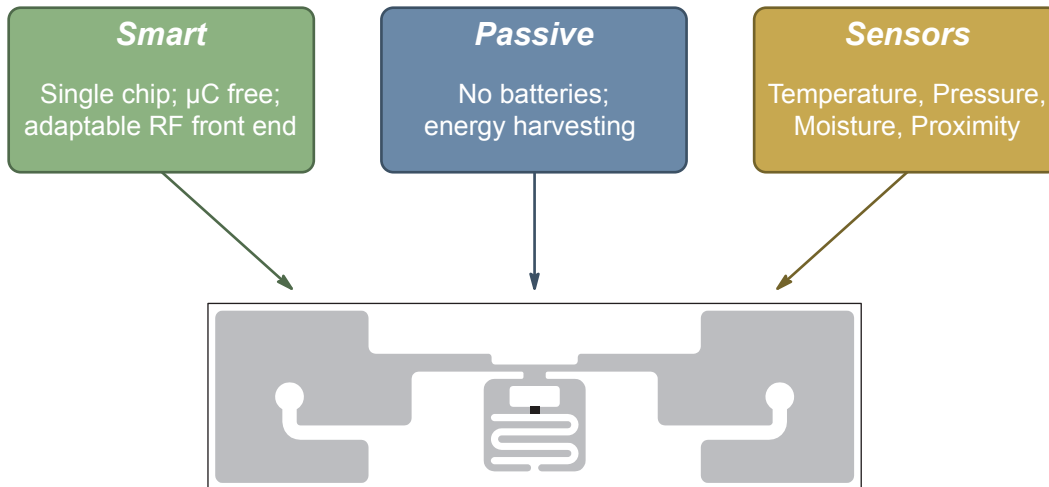 Smart
Single chip; µC free;
adaptable RF front end
Passive
No batteries;
energy harvesting
Sensors
Temperature, Pressure,
Moisture, Proximity